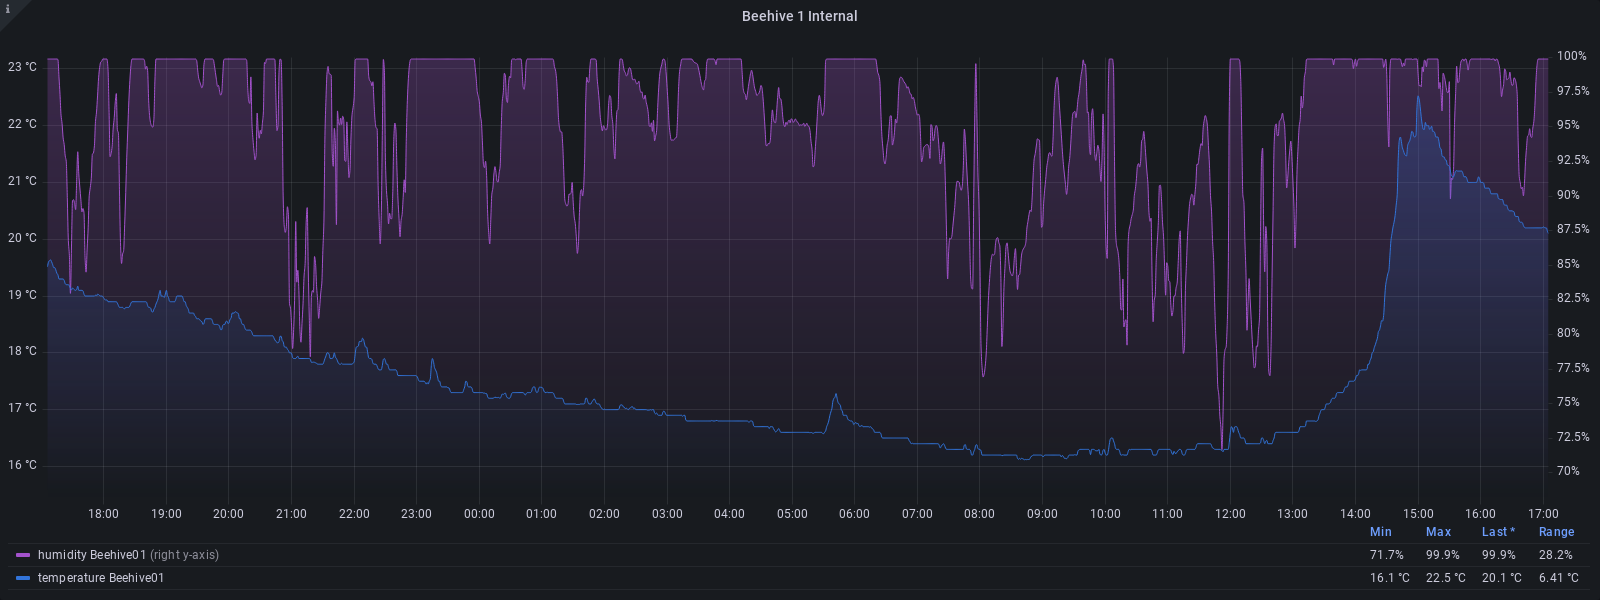 i
Beehive 1 Internal
23 °C
22 °C
21 °C
20 °C
19 °C
18 °C
17 °C
16 °C
100%
97.5%
95%
92.5%
90%
87.5%
85%
82.5%
80%
77.5%
75%
72.5%
70%
18:00 19:00 20:00 21:00 22:00 23:00 00:00 01:00 02:00 03:00 04:00 05:00 06:00 07:00 08:00 09:00 10:00 11:00 12:00 13:00 14:00 15:00 16:00 17:00
Min Max Last * Range
humidity Beehive01 (right y-axis) 71.7% 99.9% 99.9% 28.2%
temperature Beehive01 16.1 °C 22.5 °C 20.1 °C 6.41 °C